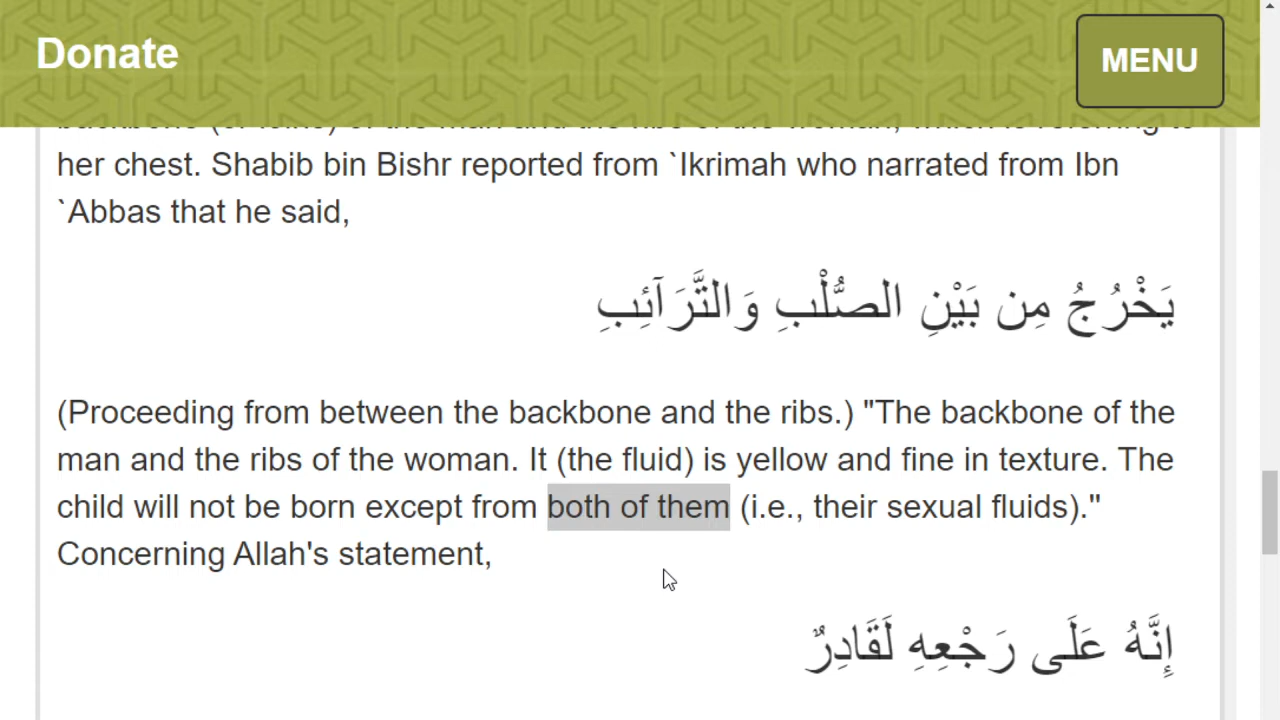 Donate
MENU
her chest. Shabib bin Bishr reported from `Ikrimah who narrated from Ibn
`Abbas that he said,
يَخْرُجُ مِن بَيْنِ الصُّلْبِ وَالتَّرَآئِبِ
(Proceeding from between the backbone and the ribs.) "The backbone of the
man and the ribs of the woman. It (the fluid) is yellow and fine in texture. The
child will not be born except from both of them (i.e., their sexual fluids)."
Concerning Allah's statement,
إِنَّهُ عَلَى رَجْعِهِ لَقَادِرٌ